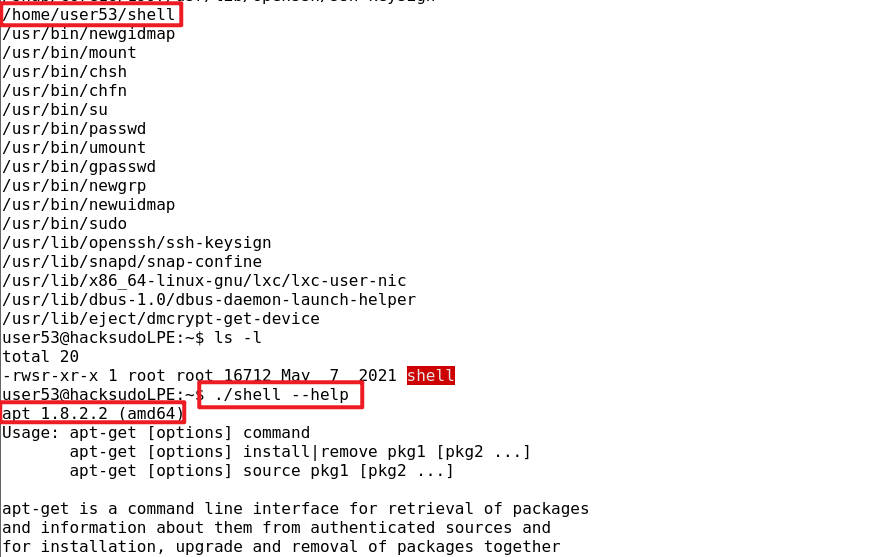 /home/user53/shell
/usr/bin/newgidmap
/usr/bin/mount
/usr/bin/chsh
/usr/bin/chfn
/usr/bin/su
/usr/bin/passwd
/usr/bin/umount
/usr/bin/gpasswd
/usr/bin/newgrp
/usr/bin/newuidmap
/usr/bin/sudo
/usr/lib/openssh/ssh-keysign
/usr/lib/snapd/snap-confine
/usr/lib/x86_64-linux-gnu/lxc/lxc-user-nic
/usr/lib/dbus-1.0/dbus-daemon-launch-helper
/usr/lib/eject/dmcrypt-get-device
user53@hacksudoLPE:~$ ls -l
total 20
-rwsr-xr-x 1 root root 16712 May  7  2021 shell
user53@hacksudoLPE:~$ ./shell --help
apt 1.8.2.2 (amd64)
Usage: apt-get [options] command
       apt-get [options] install|remove pkg1 [pkg2 ...]
       apt-get [options] source pkg1 [pkg2 ...]

apt-get is a command line interface for retrieval of packages
and information about them from authenticated sources and
for installation, upgrade and removal of packages together